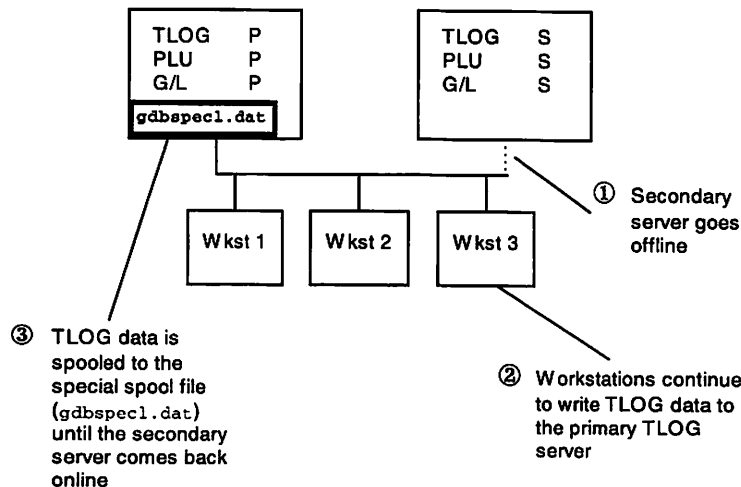 TLOG P
PLU P
G/L P
gdbspecl.dat
TLOG S
PLU S
G/L S
① Secondary
server goes
offline
Wkst 1
Wkst 2
Wkst 3
② Workstations continue
to write TLOG data to
the primary TLOG
server
③ TLOG data is
spooled to the
special spool file
(gdbspecl.dat)
until the secondary
server comes back
online